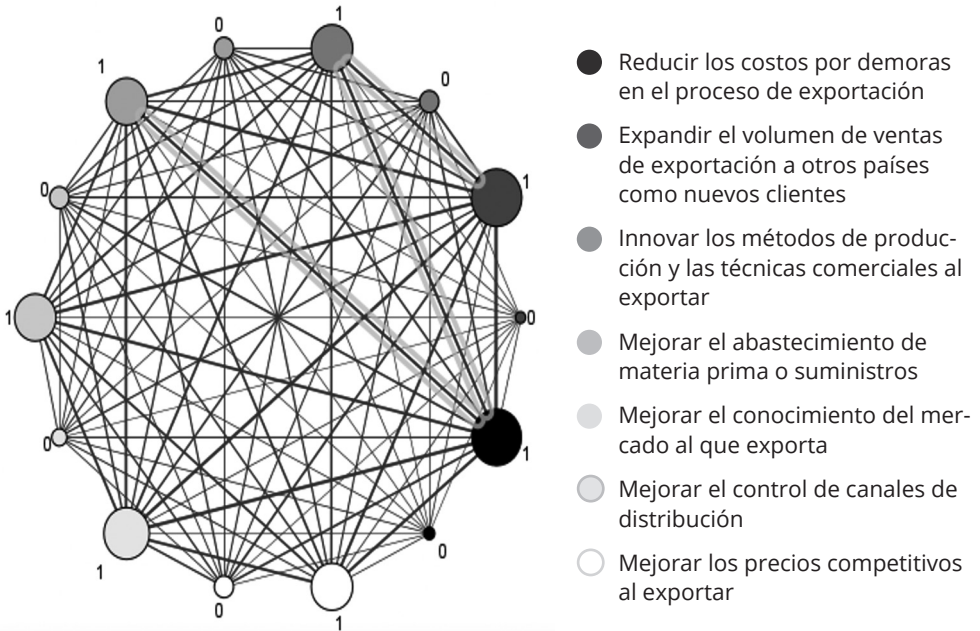 0
1
1
0
0
1
1
0
0
1
0
1
1
0
0
1
Reducir los costos por demoras
en el proceso de exportación
Expandir el volumen de ventas
de exportación a otros países
como nuevos clientes
Innovar los métodos de produc-
ción y las técnicas comerciales al
exportar
Mejorar el abastecimiento de
materia prima o suministros
Mejorar el conocimiento del mer-
cado al que exporta
Mejorar el control de canales de
distribución
Mejorar los precios competitivos
al exportar